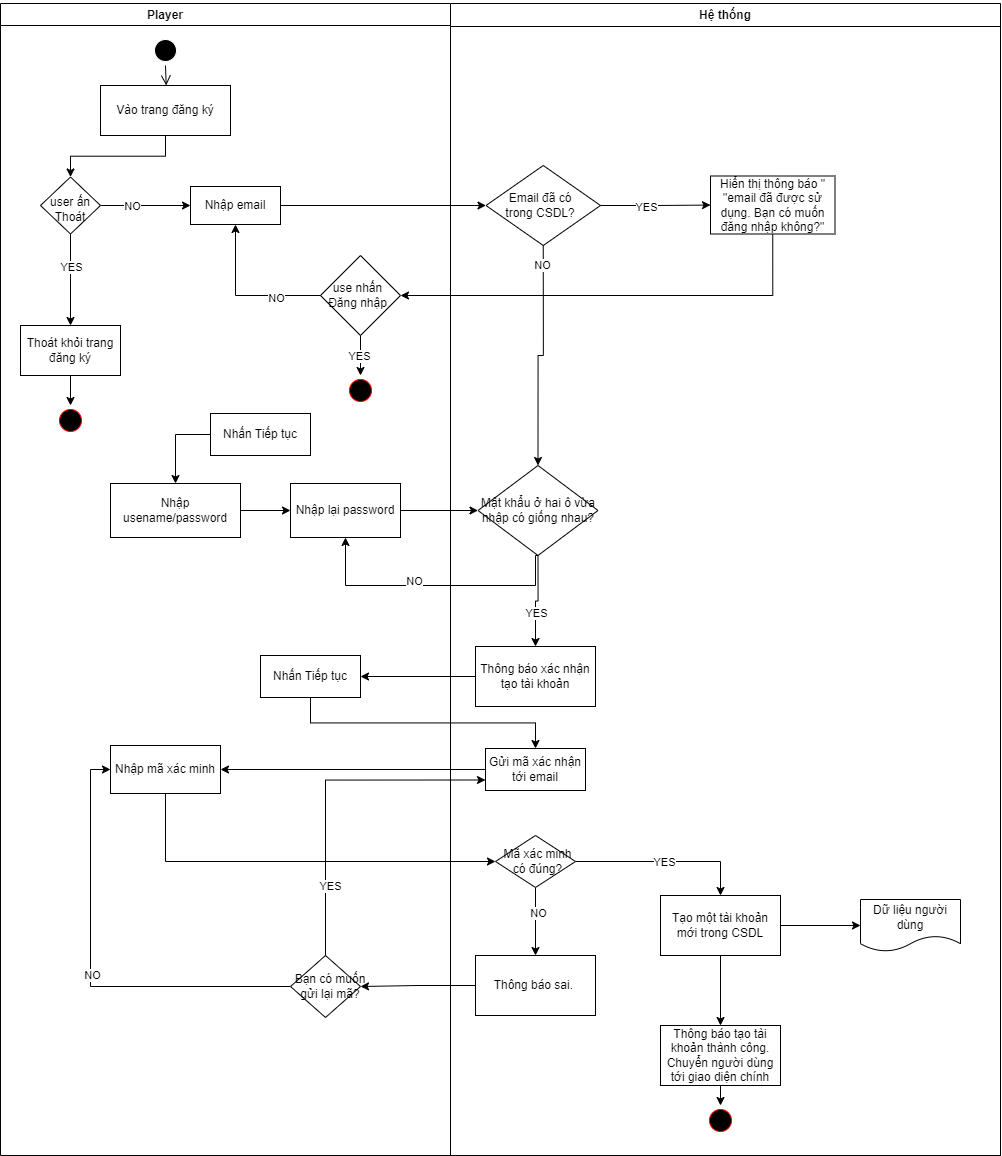 Player
Hệ thống
Vào trang đăng ký
user ấn
Thoát
NO
Nhập email
Email đã có
trong CSDL?
YES
Hiển thị thông báo "
"email đã được sử
dụng. Bạn có muốn
đăng nhập không?"
YES
NO
use nhấn
Đăng nhập
NO
YES
Thoát khỏi trang
đăng ký
Nhấn Tiếp tục
Nhập
usename/password
Nhập lại password
Mật khẩu ở hai ô vừa
nhập có giống nhau?
NO
YES
Nhấn Tiếp tục
Thông báo xác nhận
tạo tài khoản
Nhập mã xác minh
Gửi mã xác nhận
tới email
Mã xác minh
có đúng?
YES
YES
NO
Tạo một tài khoản
mới trong CSDL
Dữ liệu người
dùng
NO
Bạn có muốn
gửi lại mã?
Thông báo sai.
Thông báo tạo tài
khoản thành công.
Chuyển người dùng
tới giao diện chính